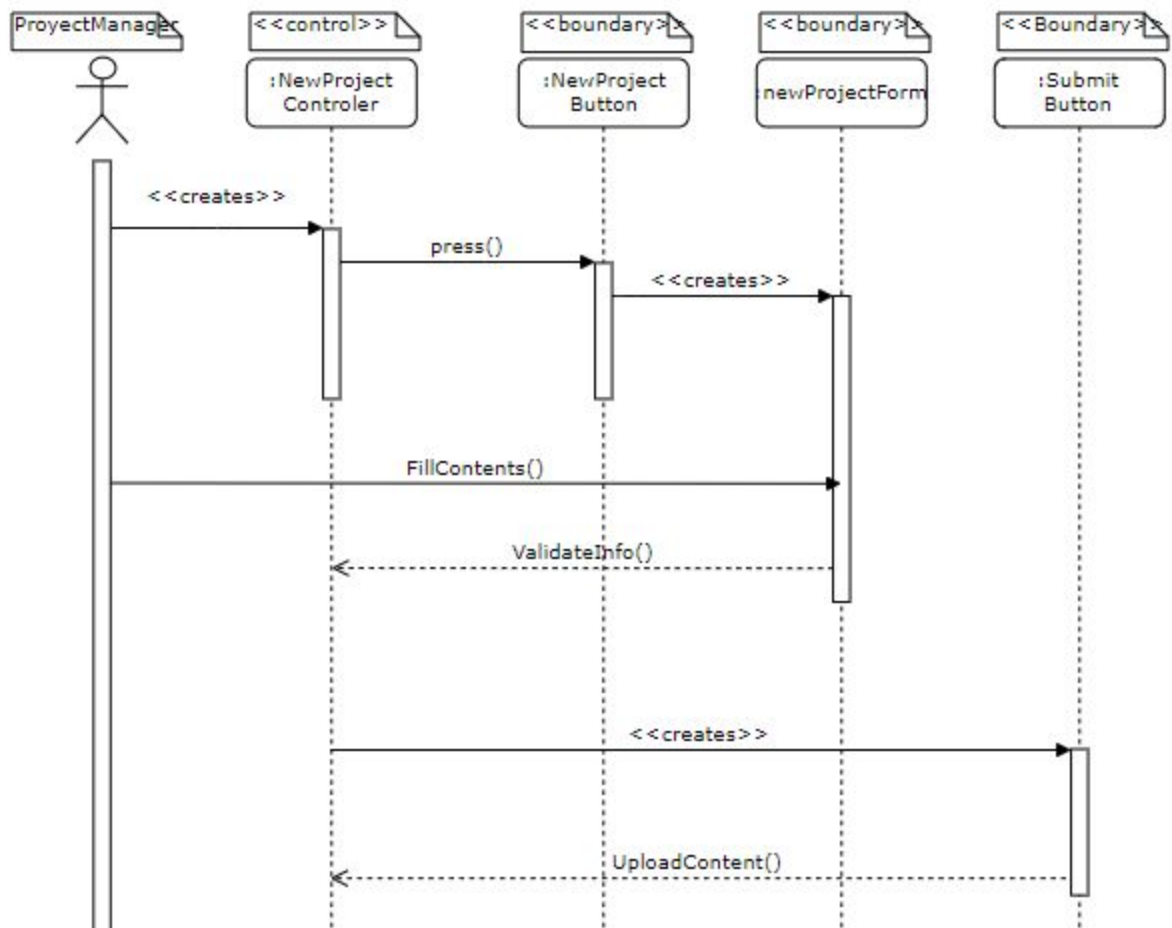 ProyectManager
<<control>>
<<boundary>>
<<boundary>>
<<Boundary>>
:NewProject
Controler
:NewProject
Button
:newProjectForm
:Submit
Button
<<creates>>
press()
<<creates>>
FillContents()
ValidateInfo()
<<creates>>
UploadContent()